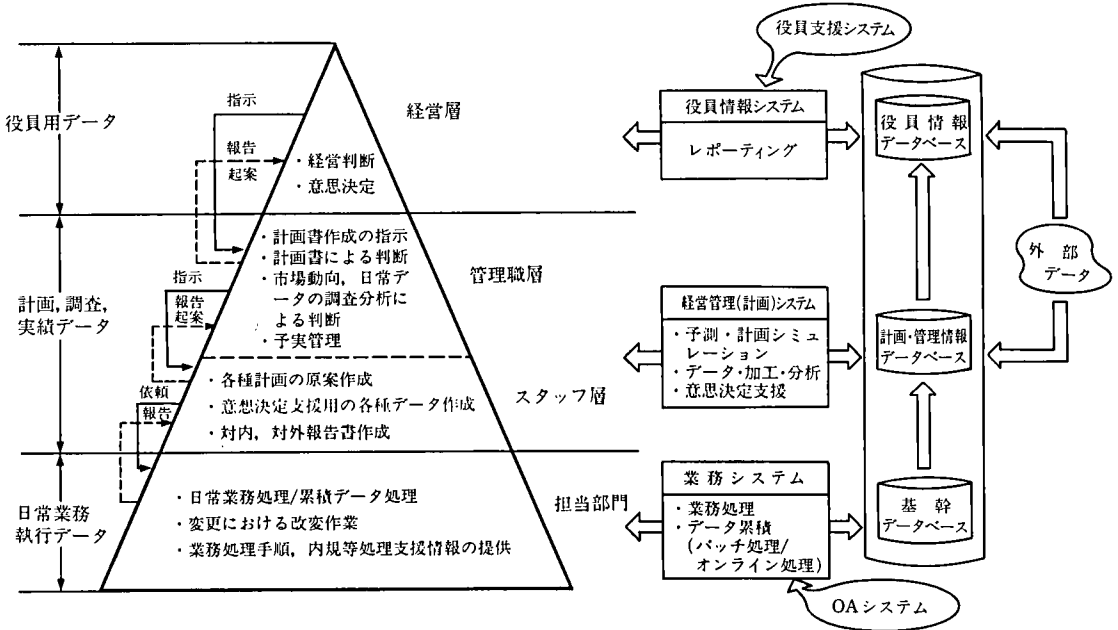 役員用データ
計画,調査,
実績データ
日常業務
執行データ
指示
報告
起案
指示
報告
起案
依頼
報告
経営層
・経営判断
・意思決定
・計画書作成の指示
・計画書による判断
・市場動向,日常デ
ータの調査分析に
よる判断
・予実管理
管理職層
・各種計画の原案作成
・意想決定支援用の各種データ作成
・対内,対外報告書作成
スタッフ層
・日常業務処理/累積データ処理
・変更における改変作業
・業務処理手順,内規等処理支援情報の提供
担当部門
役員支援システム
役員情報システム
レポーティング
経営管理(計画)システム
・予測・計画シミュ
レーション
・データ・加工・分析
・意思決定支援
業務システム
・業務処理
・データ累積
(バッチ処理/
オンライン処理)
OAシステム
役員情報
データベース
計画・管理情報
データベース
基幹
データベース
外部
データ